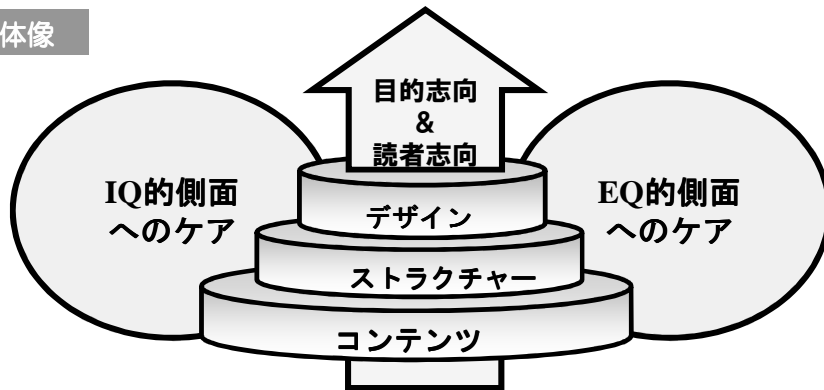 体像
目的志向
&
読者志向
IQ的側面
へのケア
EQ的側面
へのケア
デザイン
ストラクチャー
コンテンツ